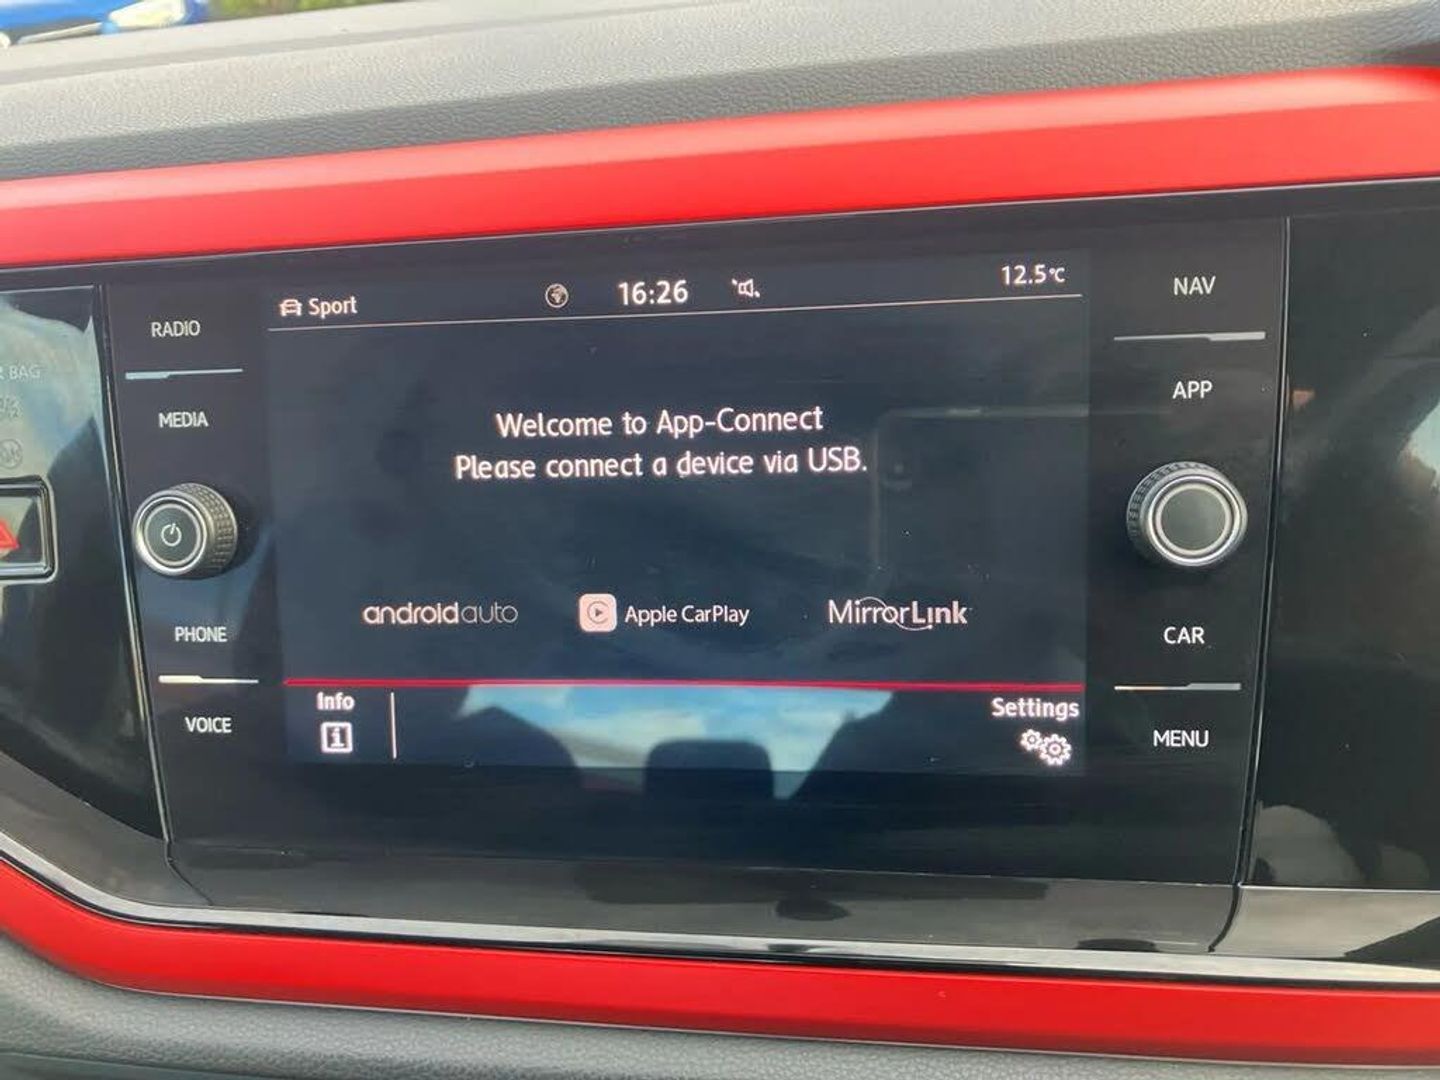 Sport 16:26 12.5°C
RADIO
MEDIA
PHONE
VOICE
Welcome to App-Connect
Please connect a device via USB.
androidauto Apple CarPlay MirrorLink
Info
Settings
NAV
APP
CAR
MENU
BAG